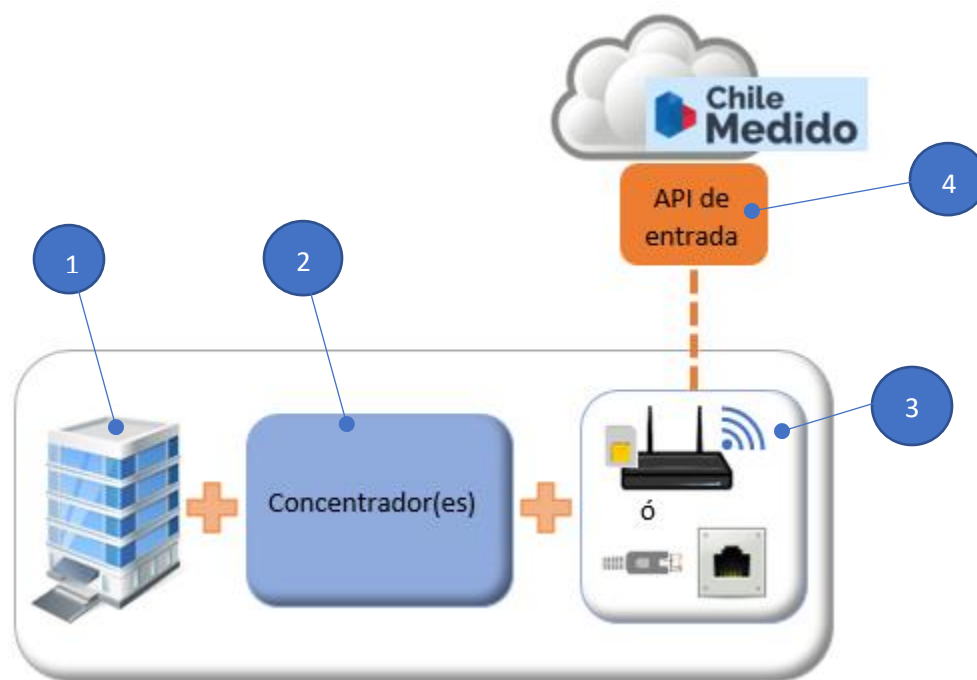 Chile
Medido
API de
entrada
4
1
2
3
Concentrador(es)
ó